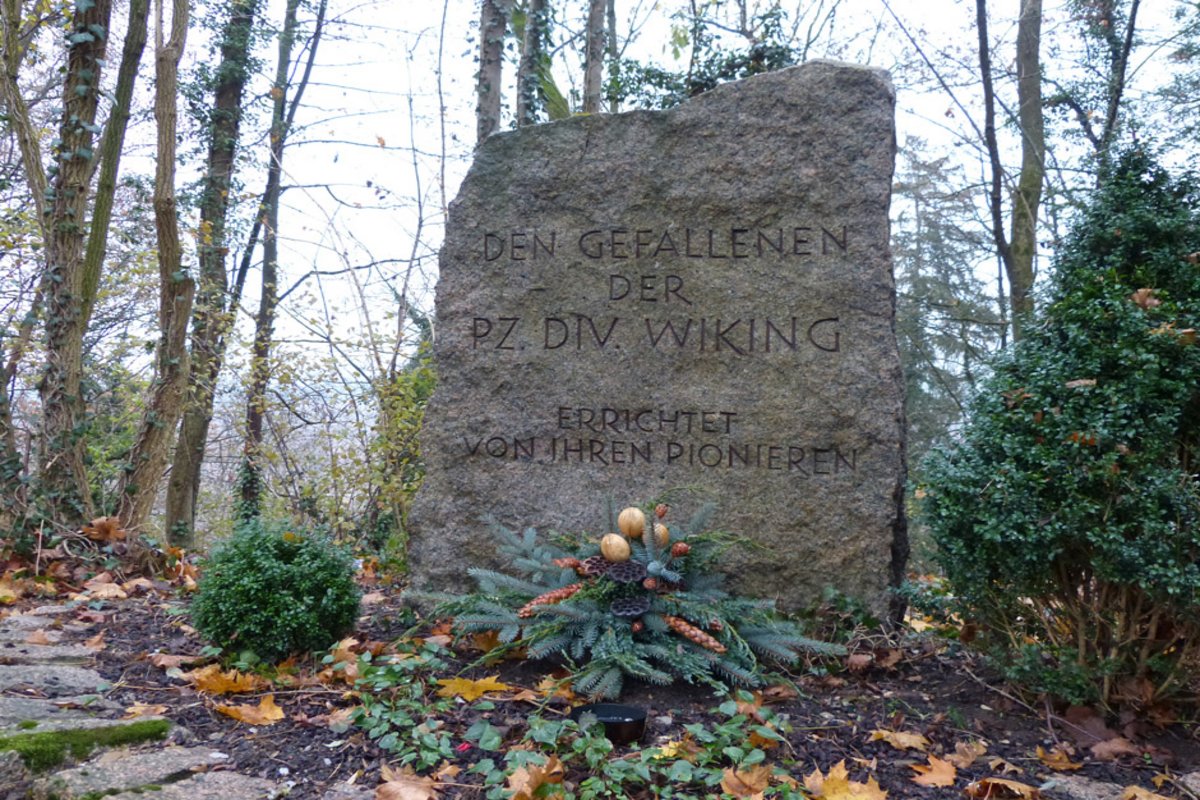 DEN GEFALLENEN
DER
PZ. DIV. WIKING
ERRICHTET
VON IHREN PIONIEREN